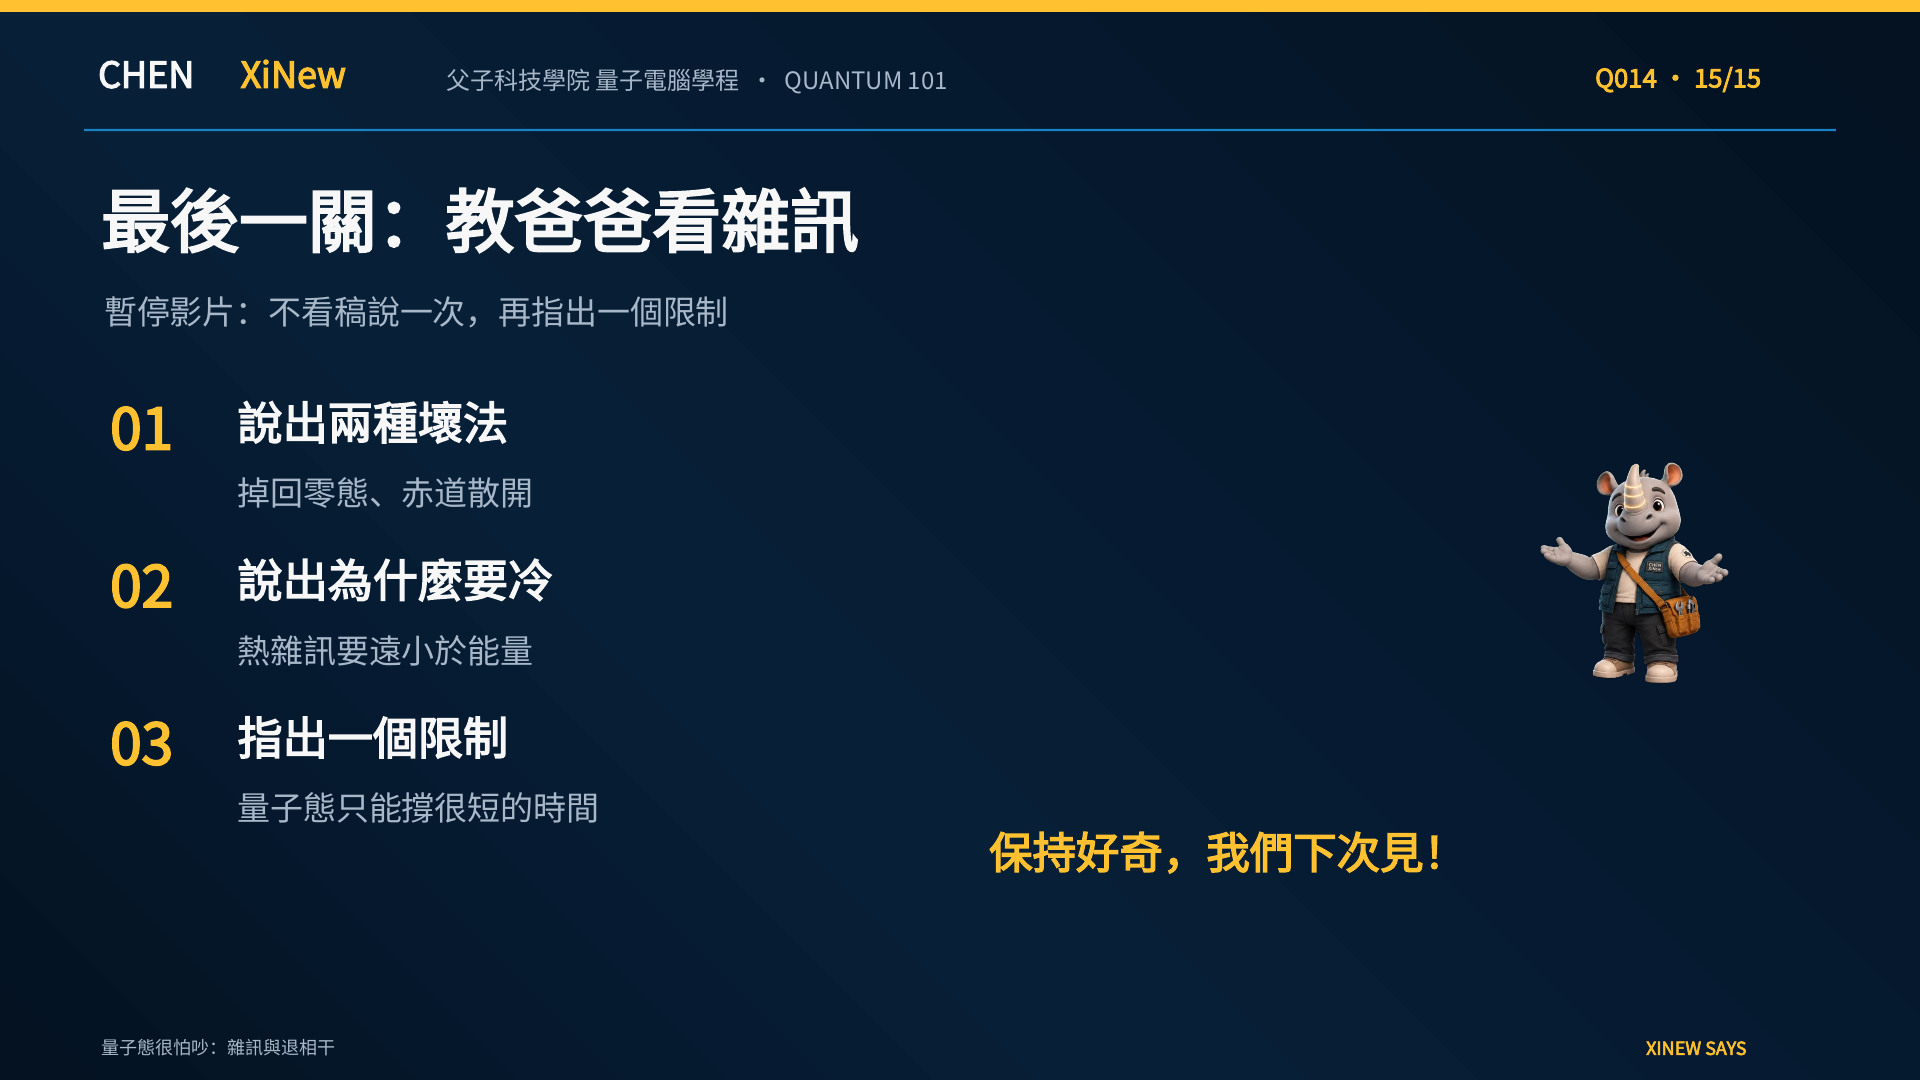 CHEN XiNew 父子科技學院 量子電腦學程 · QUANTUM 101 Q014 · 15/15
最後一關：教爸爸看雜訊
暫停影片：不看稿說一次，再指出一個限制
01 說出兩種壞法
掉回零態、赤道散開
02 說出為什麼要冷
熱雜訊要遠小於能量
03 指出一個限制
量子態只能撐很短的時間
保持好奇，我們下次見！
量子態很怕吵：雜訊與退相干
XINEW SAYS